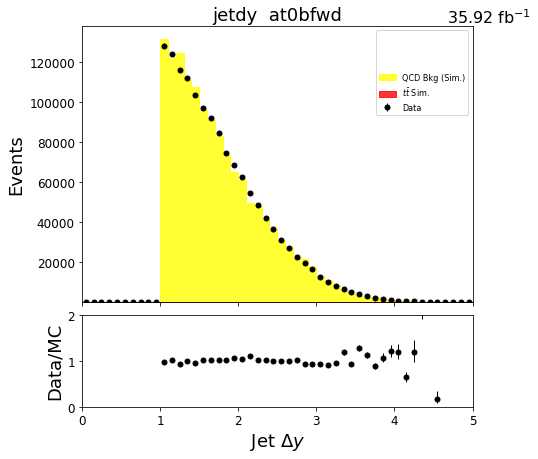 jetdy at0bfwd
35.92 fb⁻¹
QCD Bkg (Sim.)
tt̄ Sim.
Data
Events
120000
100000
80000
60000
40000
20000
Data/MC
2
1
0
0 1 2 3 4 5
Jet Δy